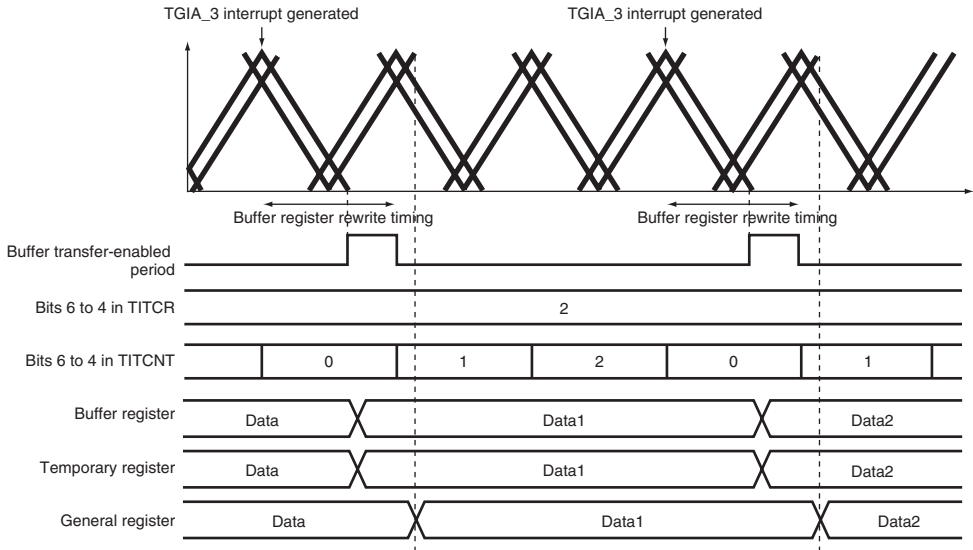 TGIA_3 interrupt generated
TGIA_3 interrupt generated
Buffer register rewrite timing
Buffer register rewrite timing
Buffer transfer-enabled
period
Bits 6 to 4 in TITCR
2
Bits 6 to 4 in TITCNT
0
1
2
0
1
Buffer register
Data
Data1
Data2
Temporary register
Data
Data1
Data2
General register
Data
Data1
Data2